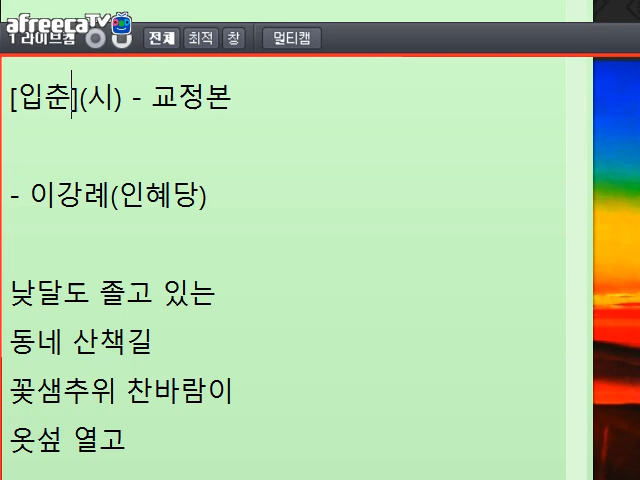 afreecaTV
1 라이브캠 전체 최적 창 멀티캠
[입춘](시) - 교정본
- 이강례(인혜당)
낮달도 졸고 있는
동네 산책길
꽃샘추위 찬바람이
옷섶 열고